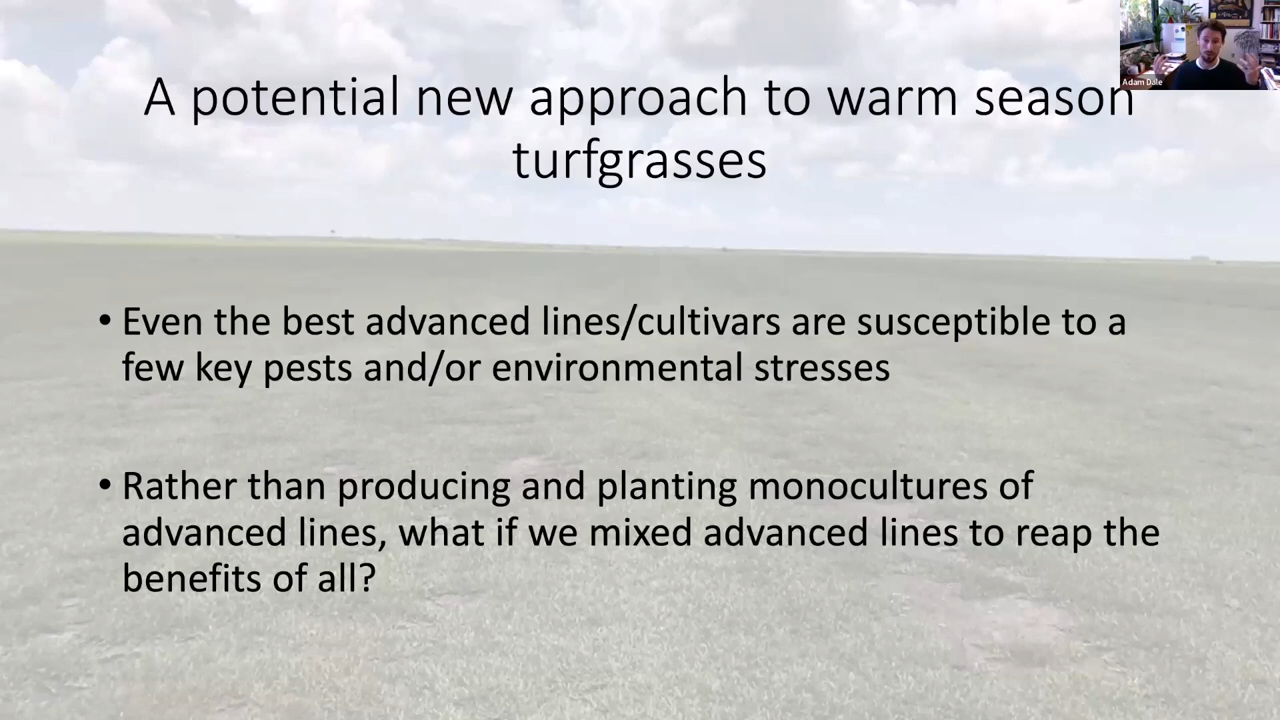 Adam Dale
A potential new approach to warm season
turfgrasses
• Even the best advanced lines/cultivars are susceptible to a
few key pests and/or environmental stresses
• Rather than producing and planting monocultures of
advanced lines, what if we mixed advanced lines to reap the
benefits of all?